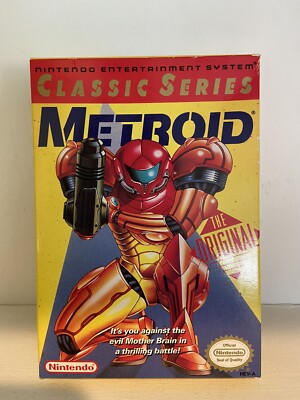 NINTENDO ENTERTAINMENT SYSTEM
CLASSIC SERIES
METROID®
THE
ORIGINAL
It's you against the
evil Mother Brain in
a thrilling battle!
Nintendo
Official
Nintendo
Seal of Quality
REV-A